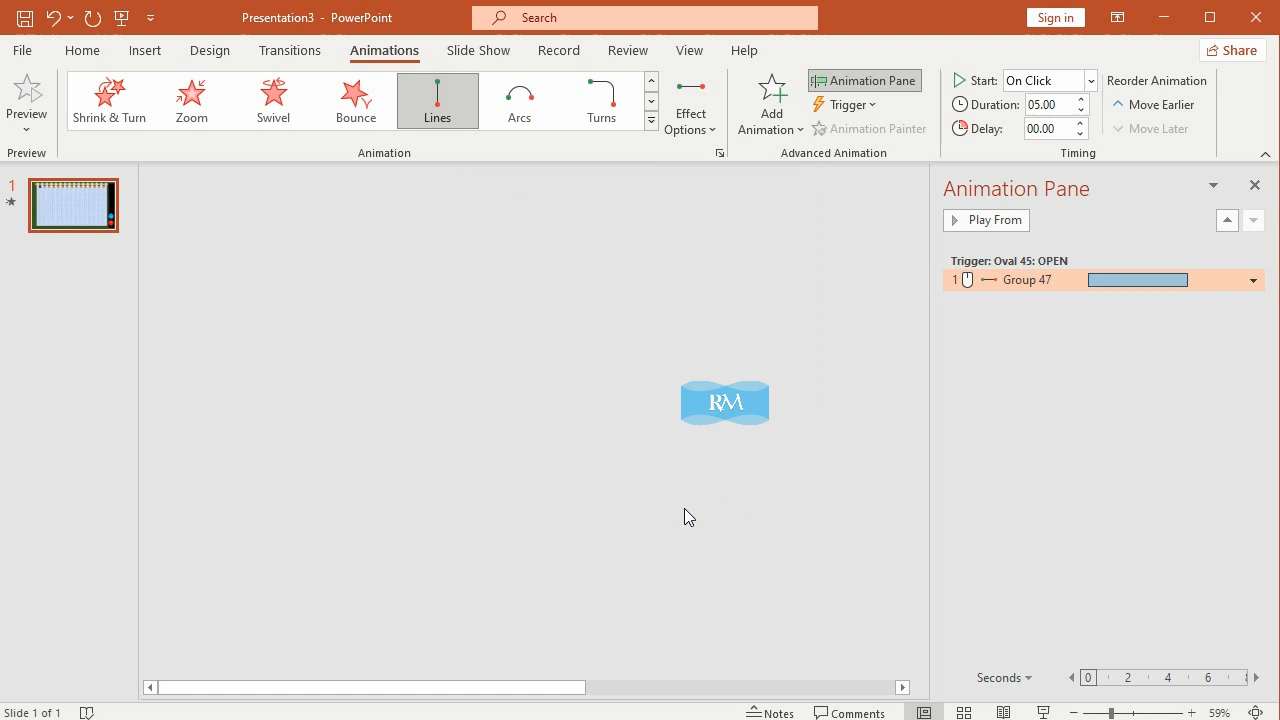 Presentation3 - PowerPoint
Search
Sign in
File Home Insert Design Transitions Animations Slide Show Record Review View Help
Share
Preview
Shrink & Turn Zoom Swivel Bounce Lines Arcs Turns
Effect Options
Add Animation
Animation Pane
Trigger
Animation Painter
Start: On Click
Duration: 05.00
Delay: 00.00
Reorder Animation
Move Earlier
Move Later
Preview
Animation
Advanced Animation
Timing
1
Animation Pane
Play From
Trigger: Oval 45: OPEN
1 Group 47
RM
Seconds 0 2 4 6
Slide 1 of 1
Notes Comments
59%